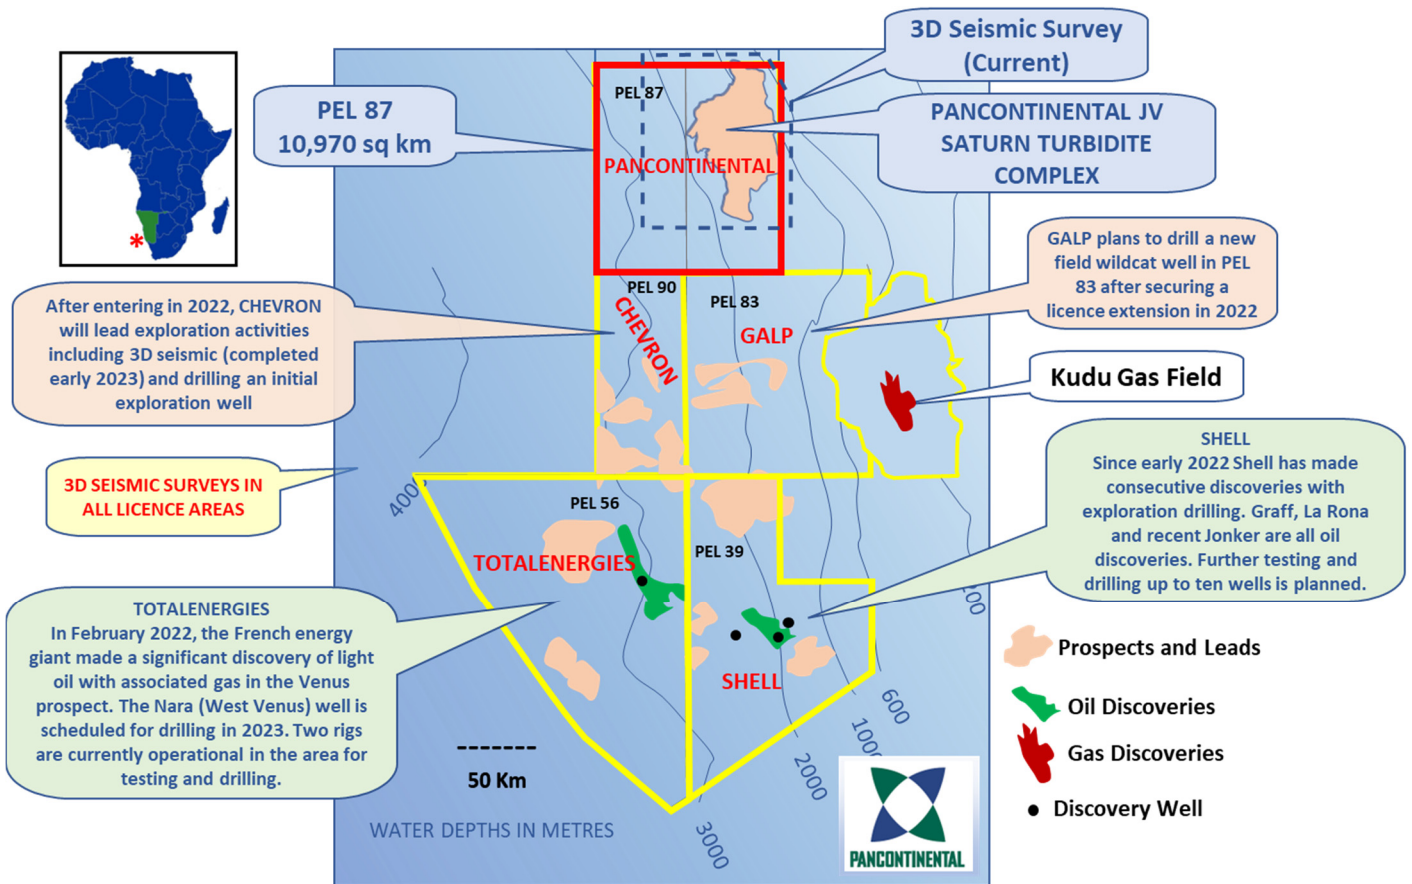 3D Seismic Survey
(Current)
PEL 87
10,970 sq km
PEL 87
PANCONTINENTAL
PANCONTINENTAL JV
SATURN TURBIDITE
COMPLEX
*
GALP plans to drill a new
field wildcat well in PEL
83 after securing a
licence extension in 2022
After entering in 2022, CHEVRON
will lead exploration activities
including 3D seismic (completed
early 2023) and drilling an initial
exploration well
PEL 90
CHEVRON
PEL 83
GALP
Kudu Gas Field
3D SEISMIC SURVEYS IN
ALL LICENCE AREAS
4000
PEL 56
TOTALENERGIES
PEL 39
SHELL
SHELL
Since early 2022 Shell has made
consecutive discoveries with
exploration drilling. Graff, La Rona
and recent Jonker are all oil
discoveries. Further testing and
drilling up to ten wells is planned.
TOTALENERGIES
In February 2022, the French energy
giant made a significant discovery of light
oil with associated gas in the Venus
prospect. The Nara (West Venus) well is
scheduled for drilling in 2023. Two rigs
are currently operational in the area for
testing and drilling.
600
1000
2000
3000
50 Km
WATER DEPTHS IN METRES
PANCONTINENTAL
Prospects and Leads
Oil Discoveries
Gas Discoveries
Discovery Well